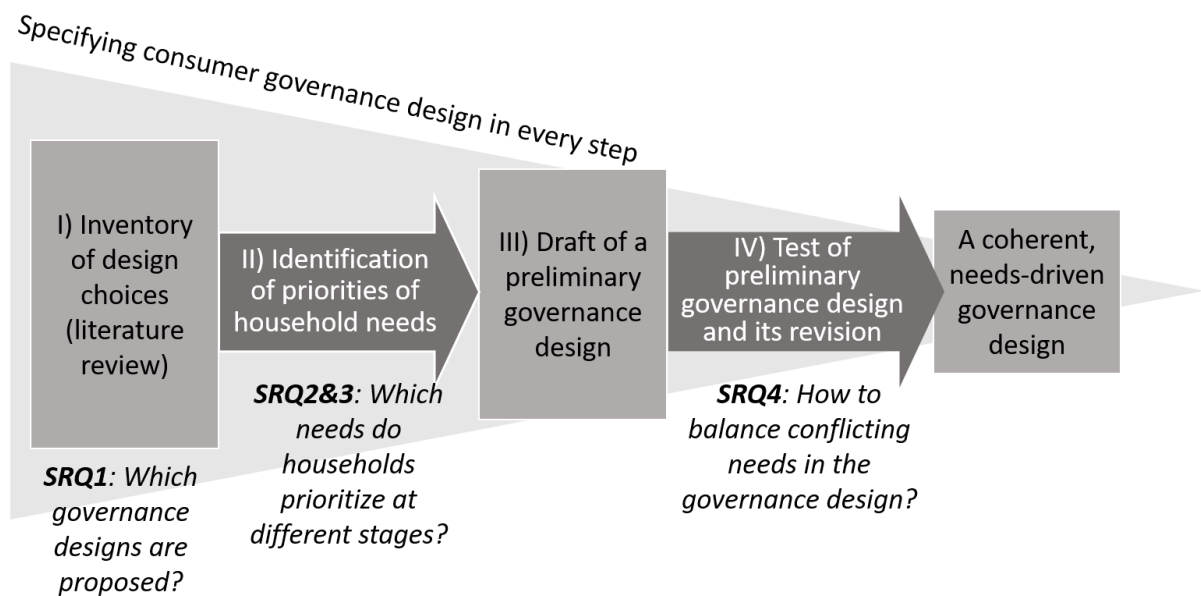 Specifying consumer governance design in every step
I) Inventory
of design
choices
(literature
review)
II) Identification
of priorities of
household needs
III) Draft of a
preliminary
governance
design
IV) Test of
preliminary
governance design
and its revision
A coherent,
needs-driven
governance
design
SRQ1: Which
governance
designs are
proposed?
SRQ2&3: Which
needs do
households
prioritize at
different stages?
SRQ4: How to
balance conflicting
needs in the
governance design?